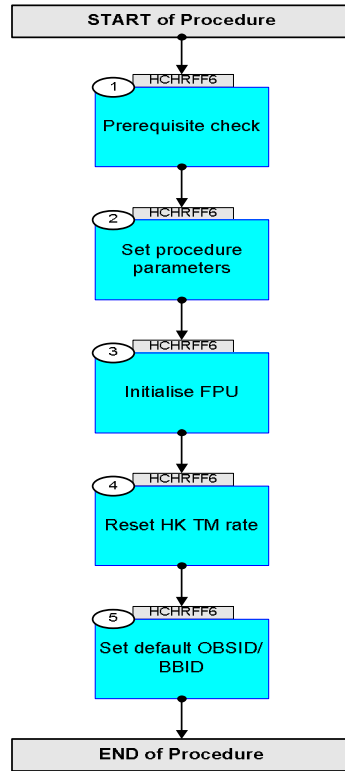 START of Procedure
HCHRFF6
1
Prerequisite check
HCHRFF6
2
Set procedure
parameters
HCHRFF6
3
Initialise FPU
HCHRFF6
4
Reset HK TM rate
HCHRFF6
5
Set default OBSID/
BBID
END of Procedure